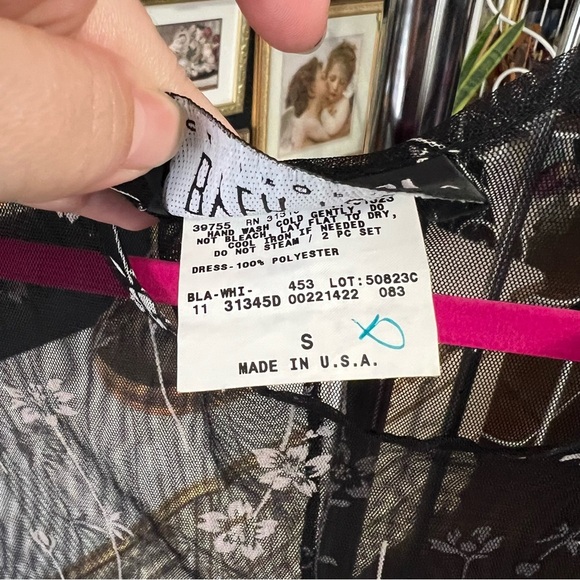 39755 RN 313
HAND WASH COLD GENTLY,
NOT BLEACH, LAY FLAT TO DRY,
COOL IRON IF NEEDED
DO NOT STEAM / 2 PC SET
DRESS-100% POLYESTER
BLA-WHI- 453 LOT:50823C
11 31345D 00221422 083
S
MADE IN U.S.A.